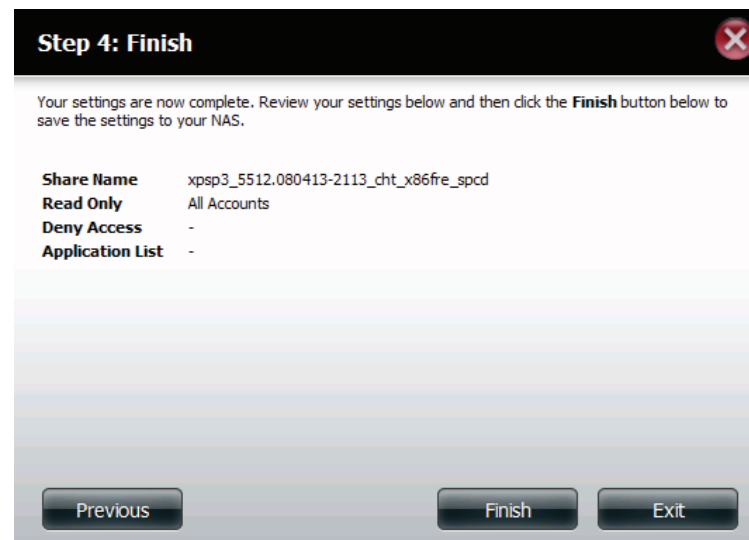 Step 4: Finish
Your settings are now complete. Review your settings below and then click the Finish button below to
save the settings to your NAS.
Share Name xpsp3_5512.080413-2113_cht_x86fre_spcd
Read Only All Accounts
Deny Access -
Application List -
Previous Finish Exit